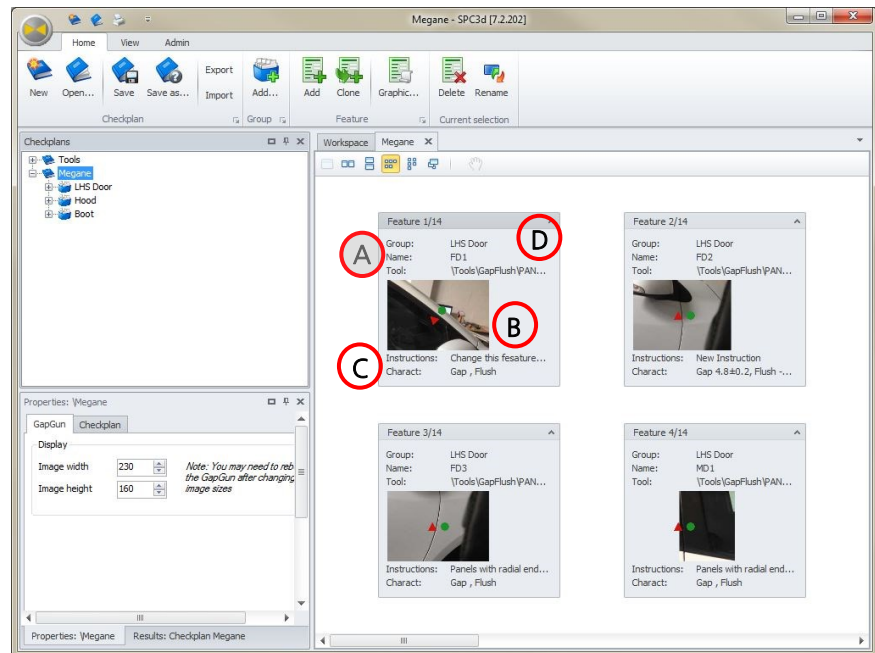 Megane - SPC3d [7.2.202]
Home View Admin
New Open... Save Save as... Export Import Add... Add Clone Graphic... Delete Rename
Checkplan Group Feature Current selection
Checkplans
Tools
Megane
LHS Door
Hood
Boot
Properties: \Megane
GapGun Checkplan
Display
Image width 230
Image height 160
Note: You may need to reb
the GapGun after changing
image sizes
Properties: \Megane Results: Checkplan Megane
Workspace Megane
Feature 1/14
Group: LHS Door
Name: FD1
Tool: \Tools\GapFlush\PAN...
Instructions: Change this fesature...
Charact: Gap , Flush
A
B
C
D
Feature 2/14
Group: LHS Door
Name: FD2
Tool: \Tools\GapFlush\PAN...
Instructions: New Instruction
Charact: Gap 4.8±0.2, Flush -...
Feature 3/14
Group: LHS Door
Name: FD3
Tool: \Tools\GapFlush\PAN...
Instructions: Panels with radial end...
Charact: Gap , Flush
Feature 4/14
Group: LHS Door
Name: MD1
Tool: \Tools\GapFlush\PAN...
Instructions: Panels with radial end...
Charact: Gap , Flush